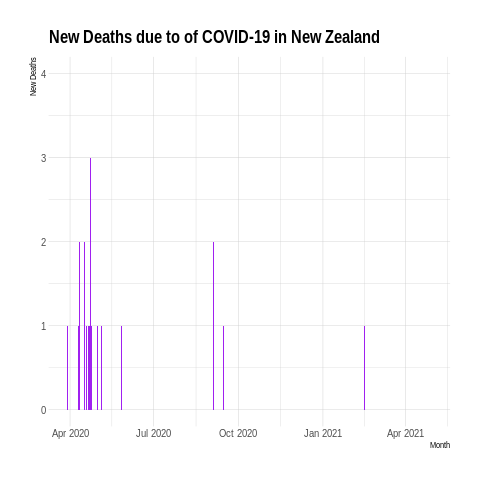 New Deaths due to of COVID-19 in New Zealand
New Deaths
4
3
2
1
0
Apr 2020 Jul 2020 Oct 2020 Jan 2021 Apr 2021
Month